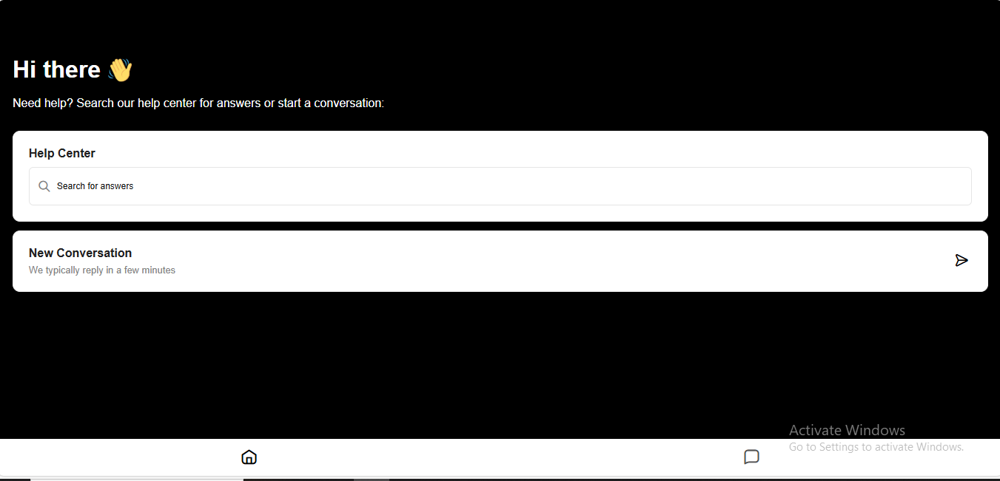 Hi there 👋
Need help? Search our help center for answers or start a conversation:
Help Center
Search for answers
New Conversation
We typically reply in a few minutes
Activate Windows
Go to Settings to activate Windows.